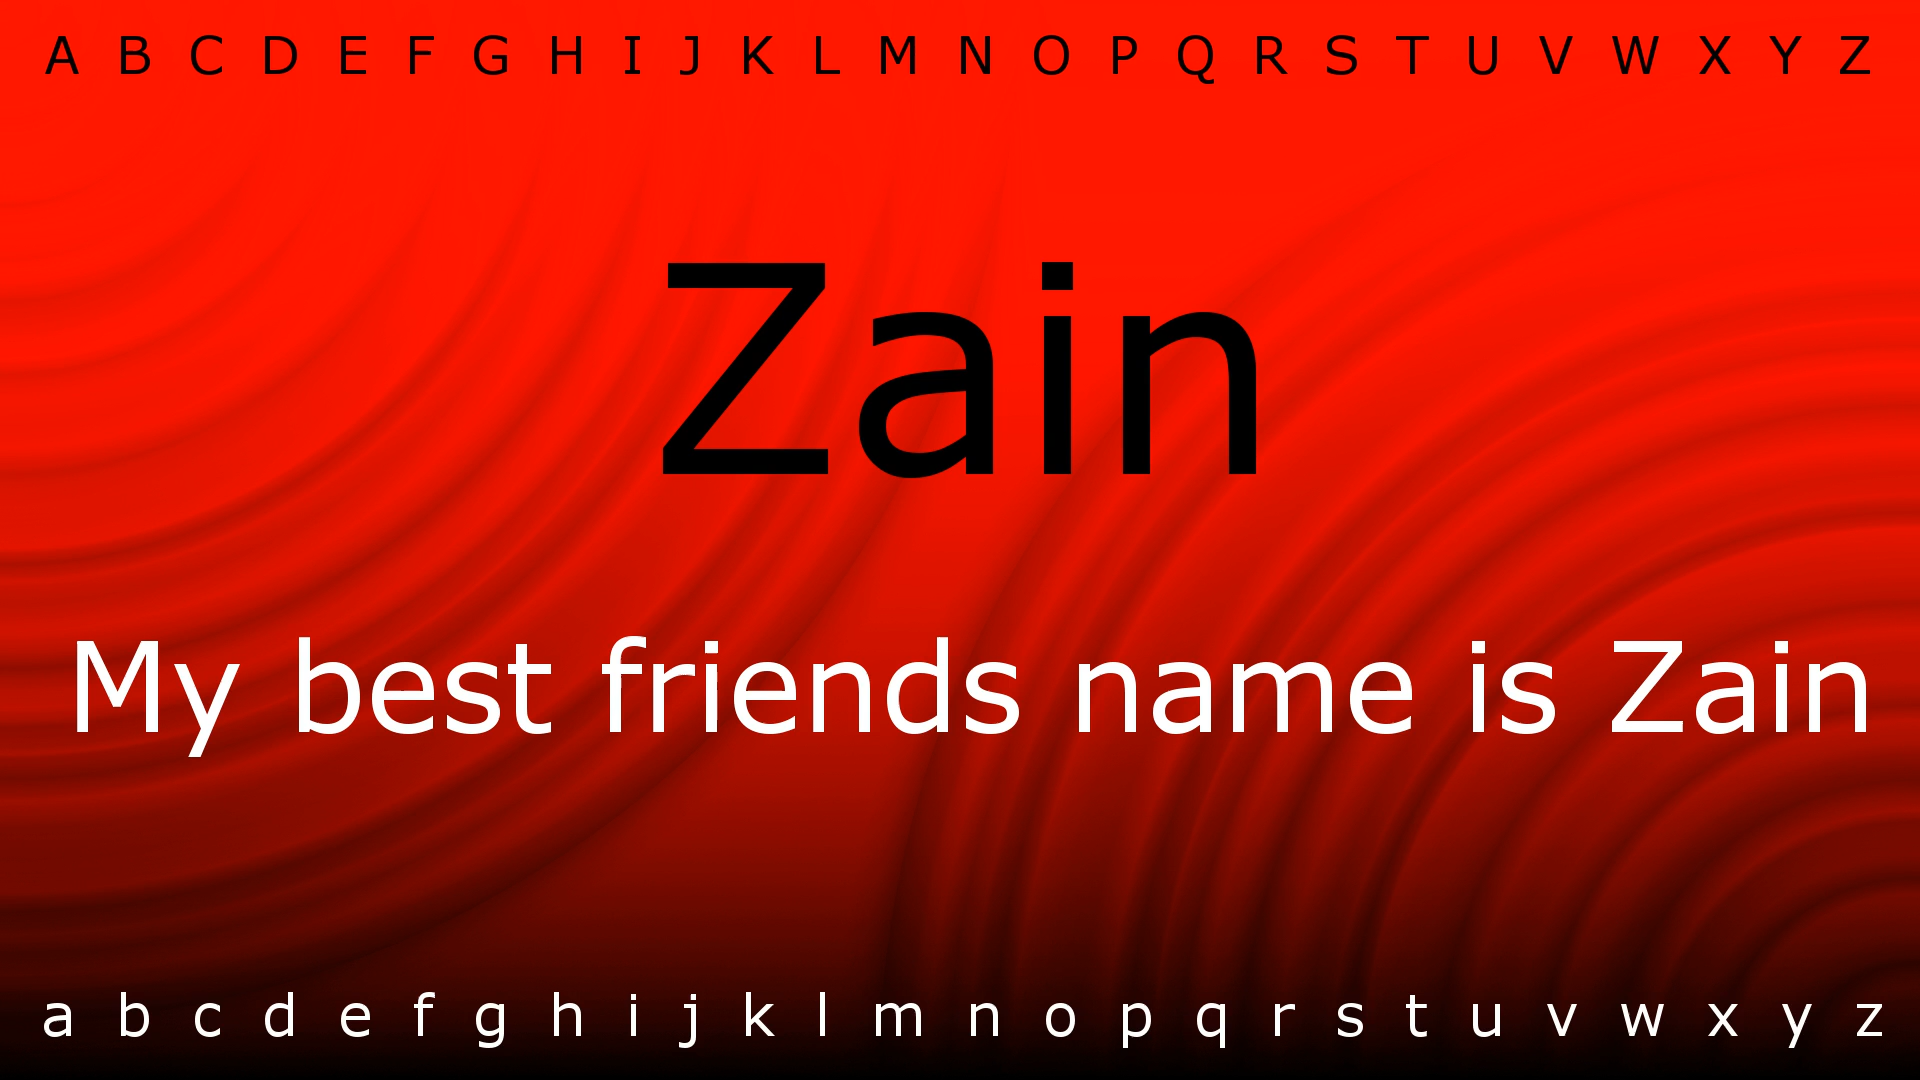 A B C D E F G H I J K L M N O P Q R S T U V W X Y Z
Zain
My best friends name is Zain
a b c d e f g h i j k l m n o p q r s t u v w x y z